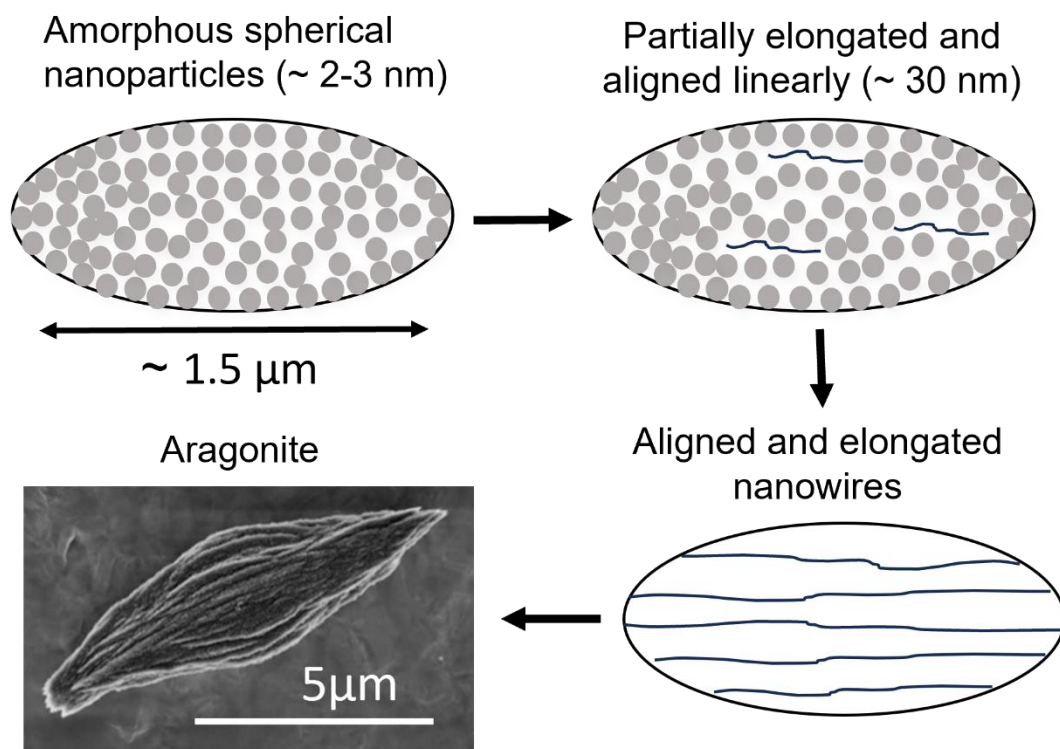 Amorphous spherical
nanoparticles (~ 2-3 nm)
Partially elongated and
aligned linearly (~ 30 nm)
~ 1.5 μm
Aligned and elongated
nanowires
Aragonite
5μm